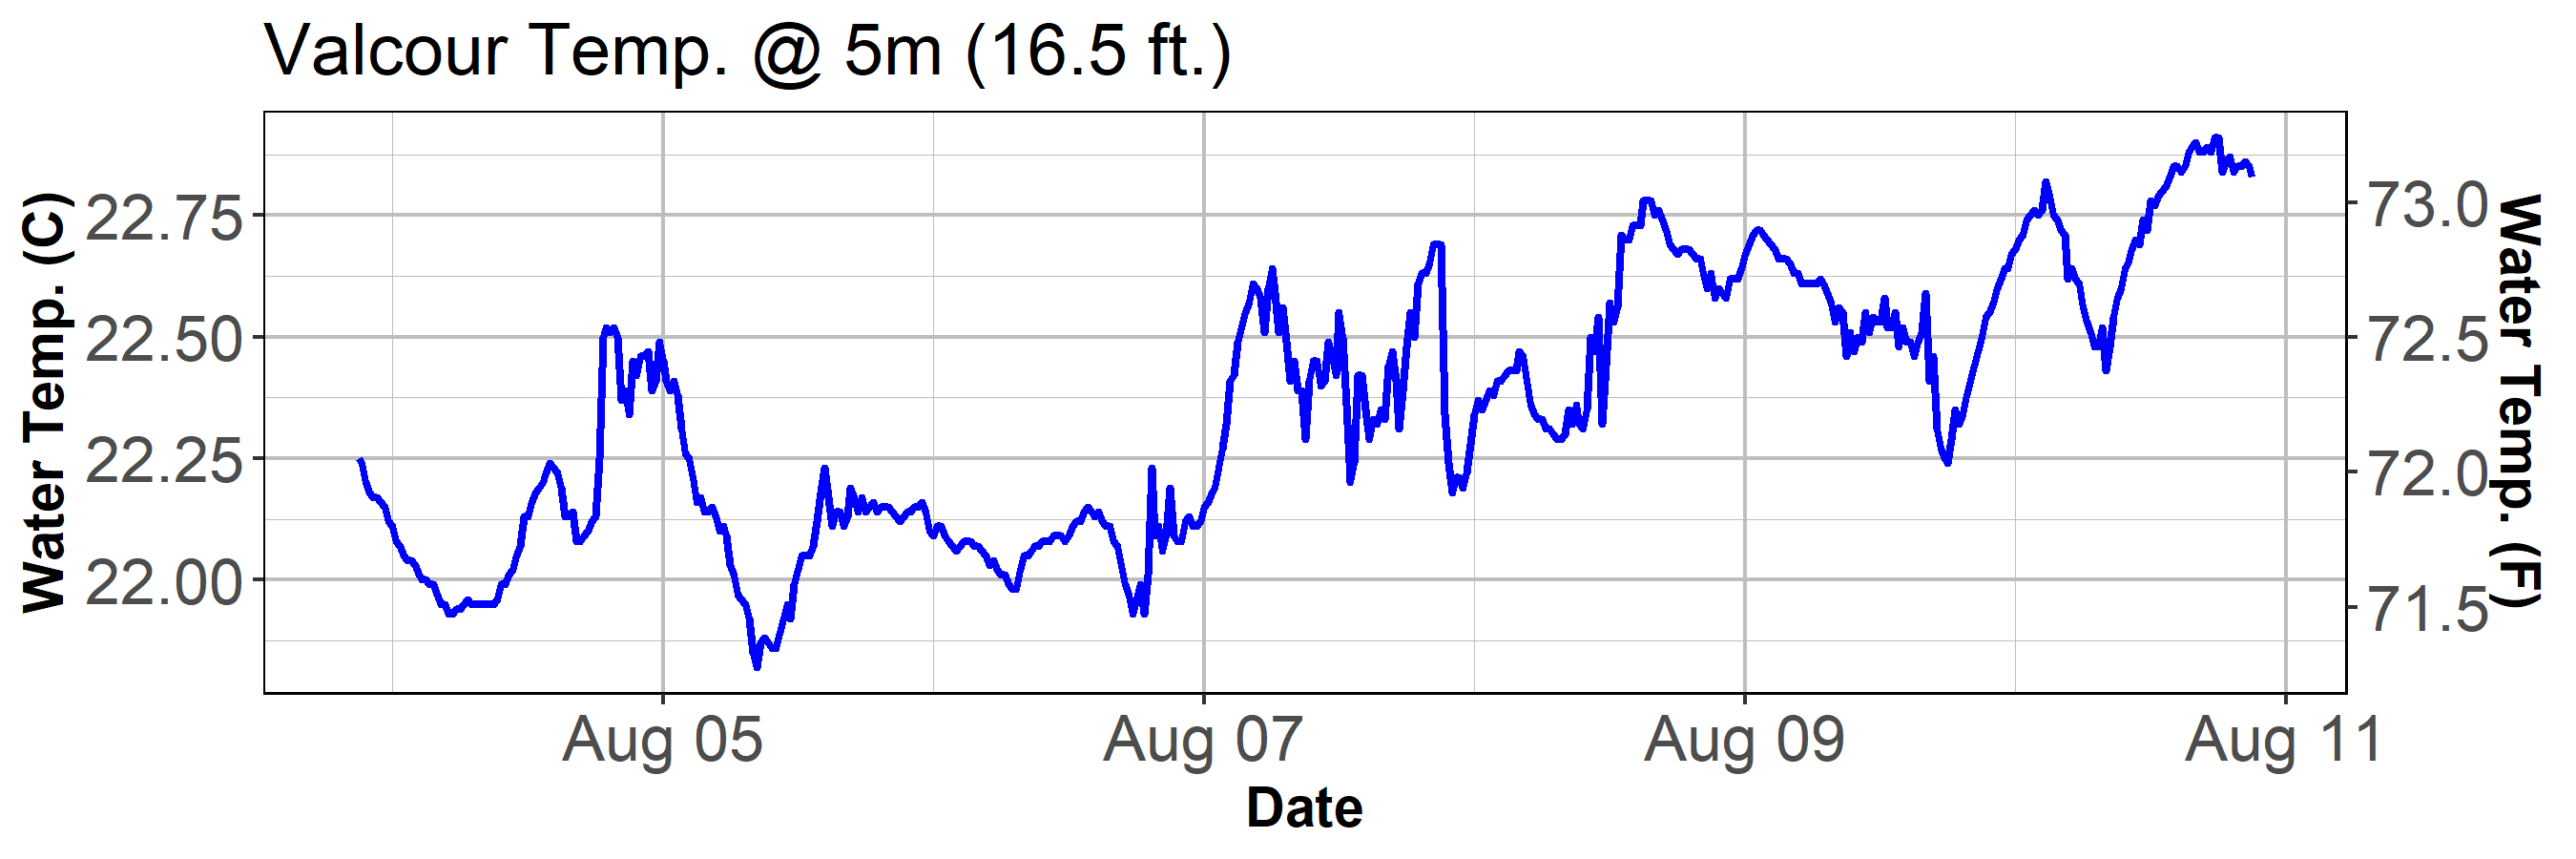 Valcour Temp. @ 5m (16.5 ft.)
Water Temp. (C)
22.75
22.50
22.25
22.00
73.0
72.5
72.0
71.5
Water Temp. (F)
Aug 05
Aug 07
Aug 09
Aug 11
Date